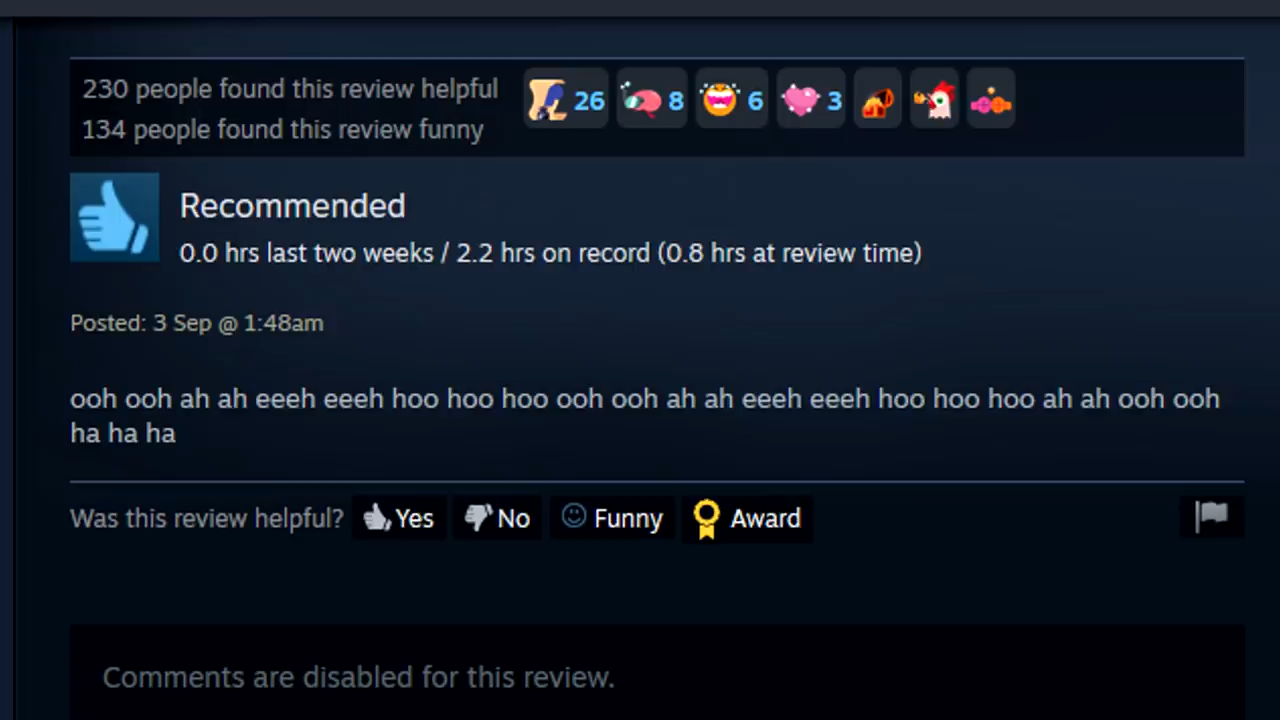 230 people found this review helpful
134 people found this review funny
26 8 6 3
Recommended
0.0 hrs last two weeks / 2.2 hrs on record (0.8 hrs at review time)
Posted: 3 Sep @ 1:48am
ooh ooh ah ah eeeh eeeh hoo hoo hoo ooh ooh ah ah eeeh eeeh hoo hoo hoo ah ah ooh ooh
ha ha ha
Was this review helpful? Yes No Funny Award
Comments are disabled for this review.